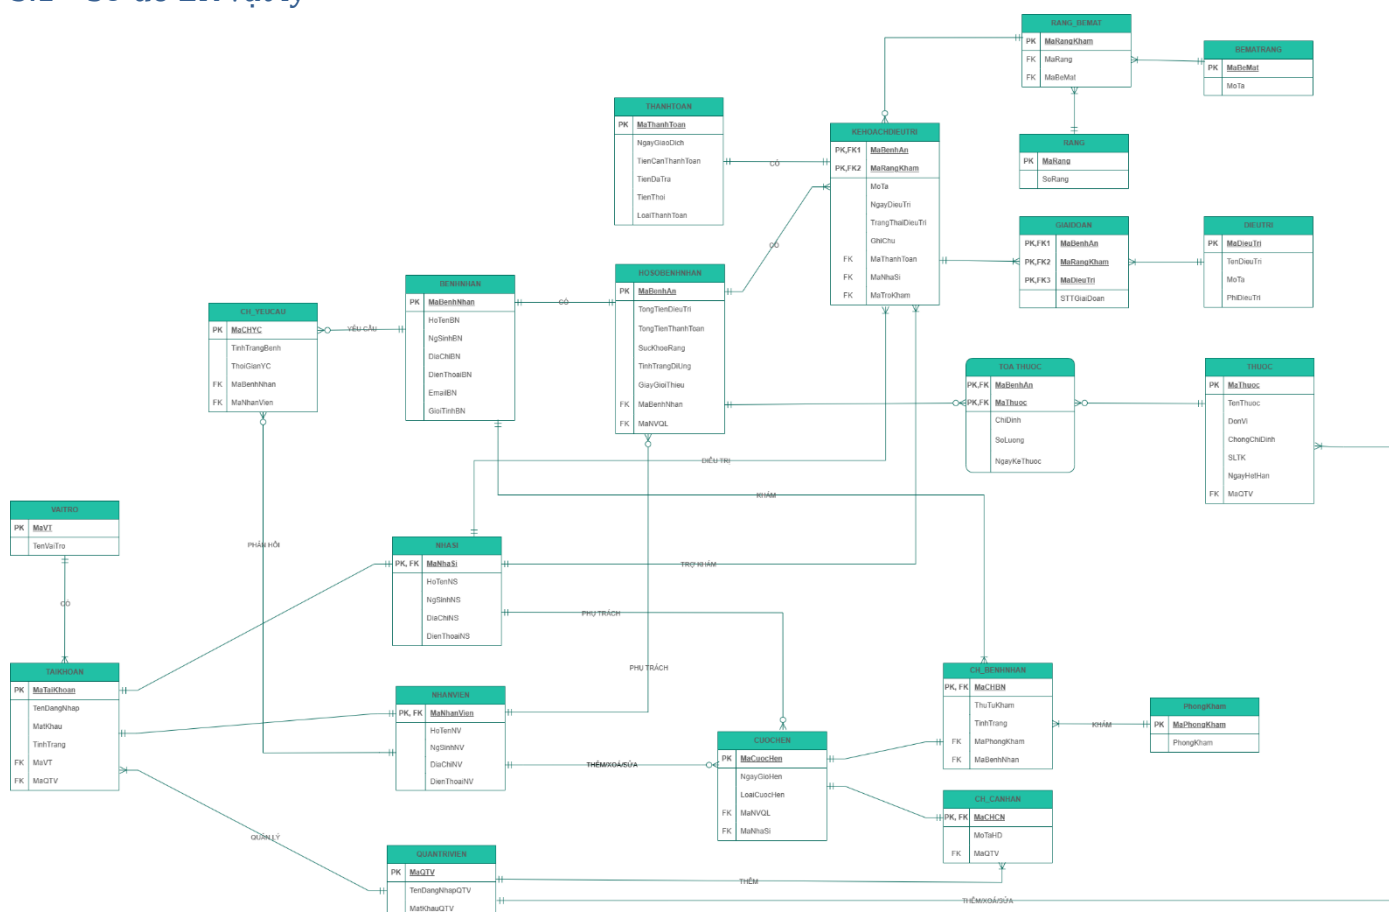 RANG_BEMAT
PK MaRangKham
FK MaRang
FK MaBeMat
BEMATRANG
PK MaBeMat
MoTa
THANHTOAN
PK MaThanhToan
NgayGiaoDich
TienCanThanhToan
TienDaTra
TienThoi
LoaiThanhToan
KEHOACHDIEUTRI
PK,FK1 MaBenhAn
PK,FK2 MaRangKham
MoTa
NgayDieuTri
TrangThaiDieuTri
GhiChu
FK MaThanhToan
FK MaNhaSi
FK MaTroKham
RANG
PK MaRang
SoRang
CÓ
GIAIDOAN
PK,FK1 MaBenhAn
PK,FK2 MaRangKham
PK,FK3 MaDieuTri
STTGiaiDoan
DIEUTRI
PK MaDieuTri
TenDieuTri
MoTa
PhiDieuTri
CÓ
BENHNHAN
PK MaBenhNhan
HoTenBN
NgSinhBN
DiaChiBN
DienThoaiBN
EmailBN
GioiTinhBN
CÓ
HOSOBENHNHAN
PK MaBenhAn
TongTienDieuTri
TongTienThanhToan
SucKhoeRang
TinhTrangDiUng
GiayGioiThieu
FK MaBenhNhan
FK MaNVQL
CH_YEUCAU
PK MaCHYC
TinhTrangBenh
ThoiGianYC
FK MaBenhNhan
FK MaNhanVien
YÊU CẦU
TOA THUOC
PK,FK MaBenhAn
PK,FK MaThuoc
ChiDinh
SoLuong
NgayKeThuoc
THUOC
PK MaThuoc
TenThuoc
DonVi
ChongChiDinh
SLTK
NgayHetHan
FK MaQTV
ĐIỀU TRỊ
KHÁM
VAITRO
PK MaVT
TenVaiTro
PHẢN HỒI
CÓ
NHASI
PK, FK MaNhaSi
HoTenNS
NgSinhNS
DiaChiNS
DienThoaiNS
TRỢ KHÁM
PHỤ TRÁCH
PHỤ TRÁCH
TAIKHOAN
PK MaTaiKhoan
TenDangNhap
MatKhau
TinhTrang
FK MaVT
FK MaQTV
NHANVIEN
PK, FK MaNhanVien
HoTenNV
NgSinhNV
DiaChiNV
DienThoaiNV
THÊM/XOÁ/SỬA
CUOCHEN
PK MaCuocHen
NgayGioHen
LoaiCuocHen
FK MaNVQL
FK MaNhaSi
CH_BENHNHAN
PK, FK MaCHBN
ThuTuKham
TinhTrang
FK MaPhongKham
FK MaBenhNhan
KHÁM
PhongKham
PK MaPhongKham
PhongKham
CH_CANHAN
PK, FK MaCHCN
MoTaHD
FK MaQTV
QUẢN LÝ
QUANTRIVIEN
PK MaQTV
TenDangNhapQTV
MatKhauQTV
THÊM
THÊM/XOÁ/SỬA